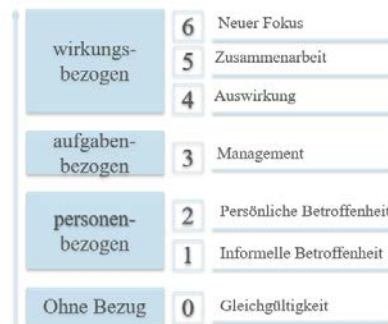 wirkungs-
bezogen
6 Neuer Fokus
5 Zusammenarbeit
4 Auswirkung
aufgaben-
bezogen
3 Management
personen-
bezogen
2 Persönliche Betroffenheit
1 Informelle Betroffenheit
Ohne Bezug
0 Gleichgültigkeit